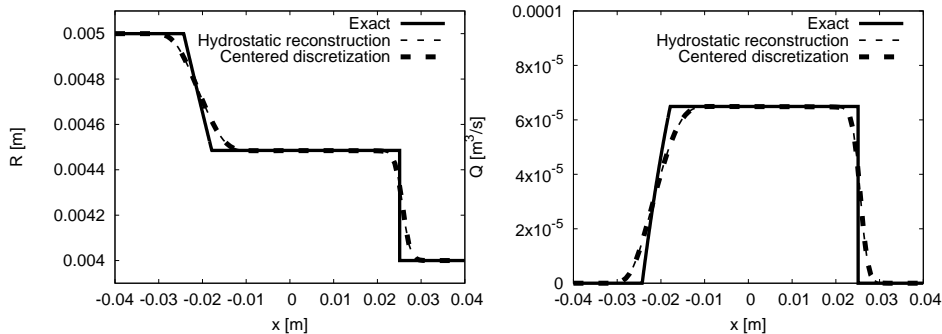 Exact
Hydrostatic reconstruction
Centered discretization
0.005
0.0048
0.0046
0.0044
0.0042
0.004
R [m]
-0.04 -0.03 -0.02 -0.01 0 0.01 0.02 0.03 0.04
x [m]
Exact
Hydrostatic reconstruction
Centered discretization
0.0001
8x10⁻⁵
6x10⁻⁵
4x10⁻⁵
2x10⁻⁵
0
Q [m³/s]
-0.04 -0.03 -0.02 -0.01 0 0.01 0.02 0.03 0.04
x [m]